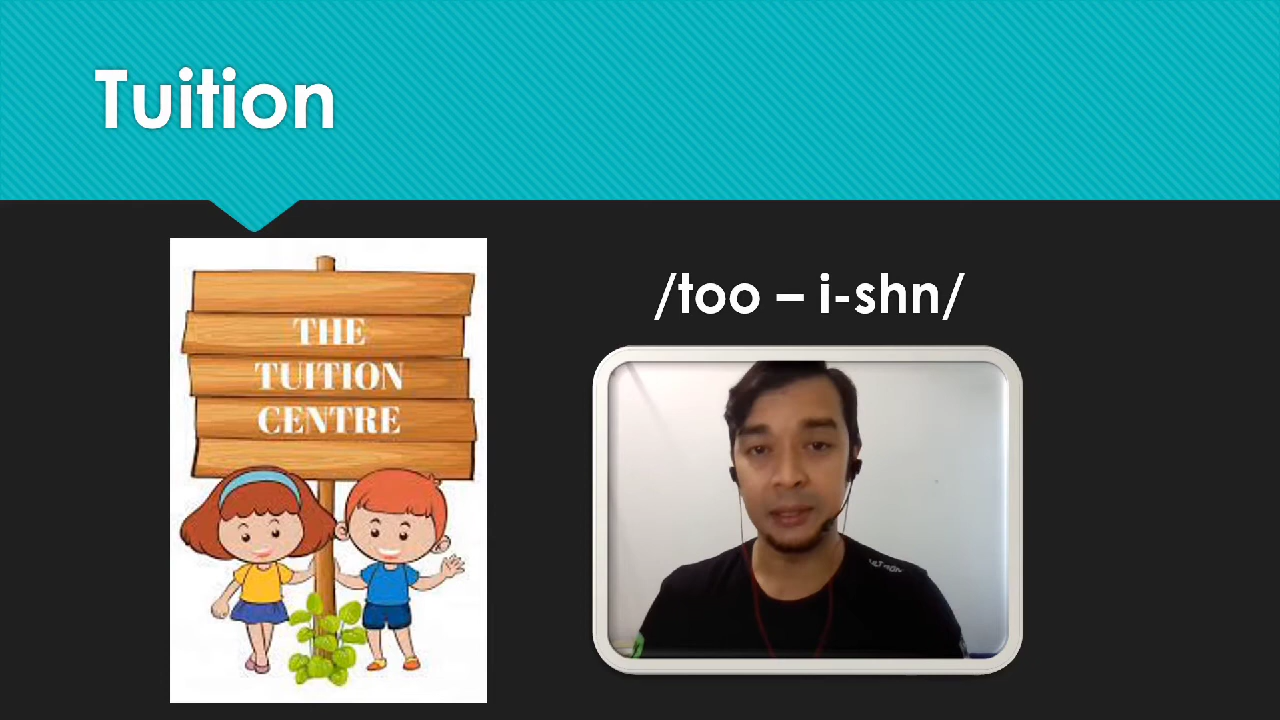 Tuition
THE
TUITION
CENTRE
/too – i-shn/